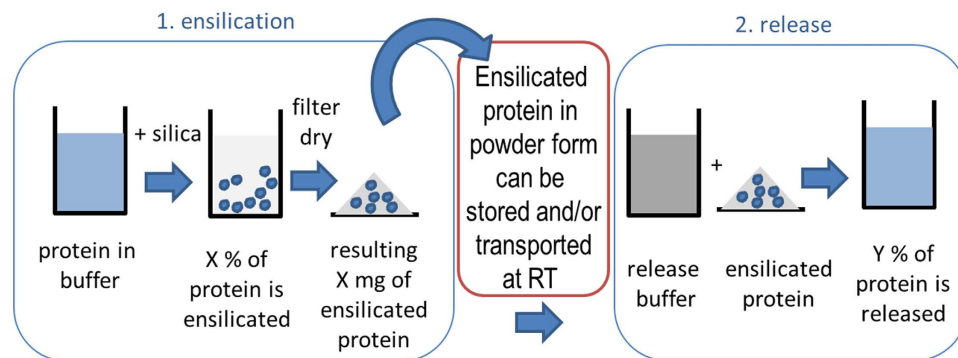 1. ensilication
+ silica
filter
dry
protein in
buffer
X % of
protein is
ensilicated
resulting
X mg of
ensilicated
protein
Ensilicated
protein in
powder form
can be
stored and/or
transported
at RT
2. release
+
release
buffer
ensilicated
protein
Y % of
protein is
released